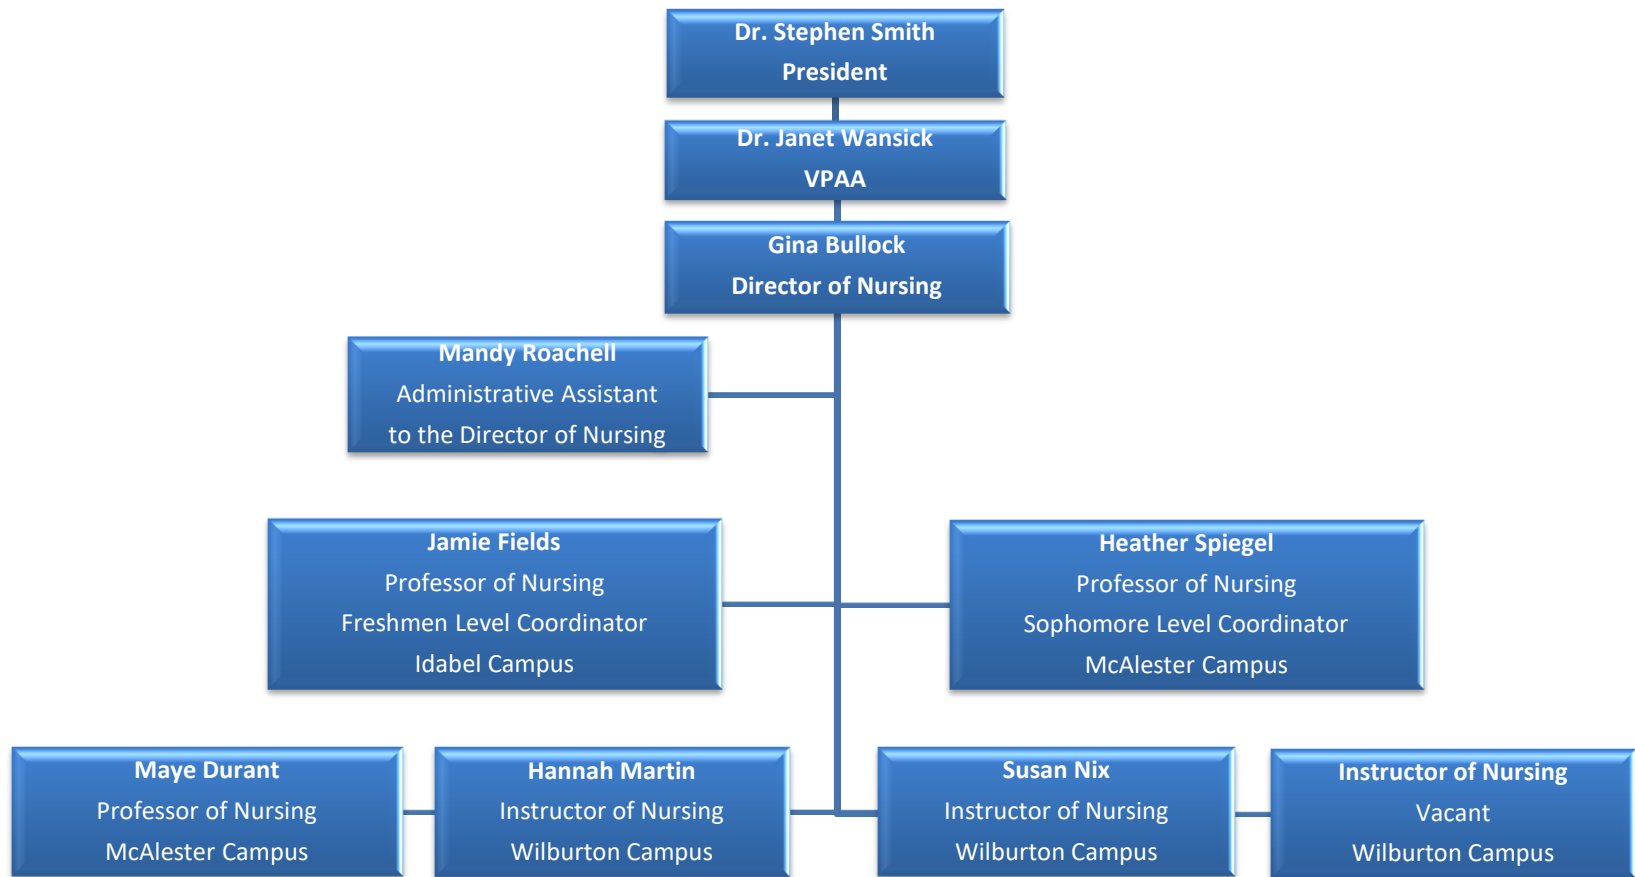 Dr. Stephen Smith
President
Dr. Janet Wansick
VPAA
Gina Bullock
Director of Nursing
Mandy Roachell
Administrative Assistant
to the Director of Nursing
Jamie Fields
Professor of Nursing
Freshmen Level Coordinator
Idabel Campus
Heather Spiegel
Professor of Nursing
Sophomore Level Coordinator
McAlester Campus
Maye Durant
Professor of Nursing
McAlester Campus
Hannah Martin
Instructor of Nursing
Wilburton Campus
Susan Nix
Instructor of Nursing
Wilburton Campus
Instructor of Nursing
Vacant
Wilburton Campus